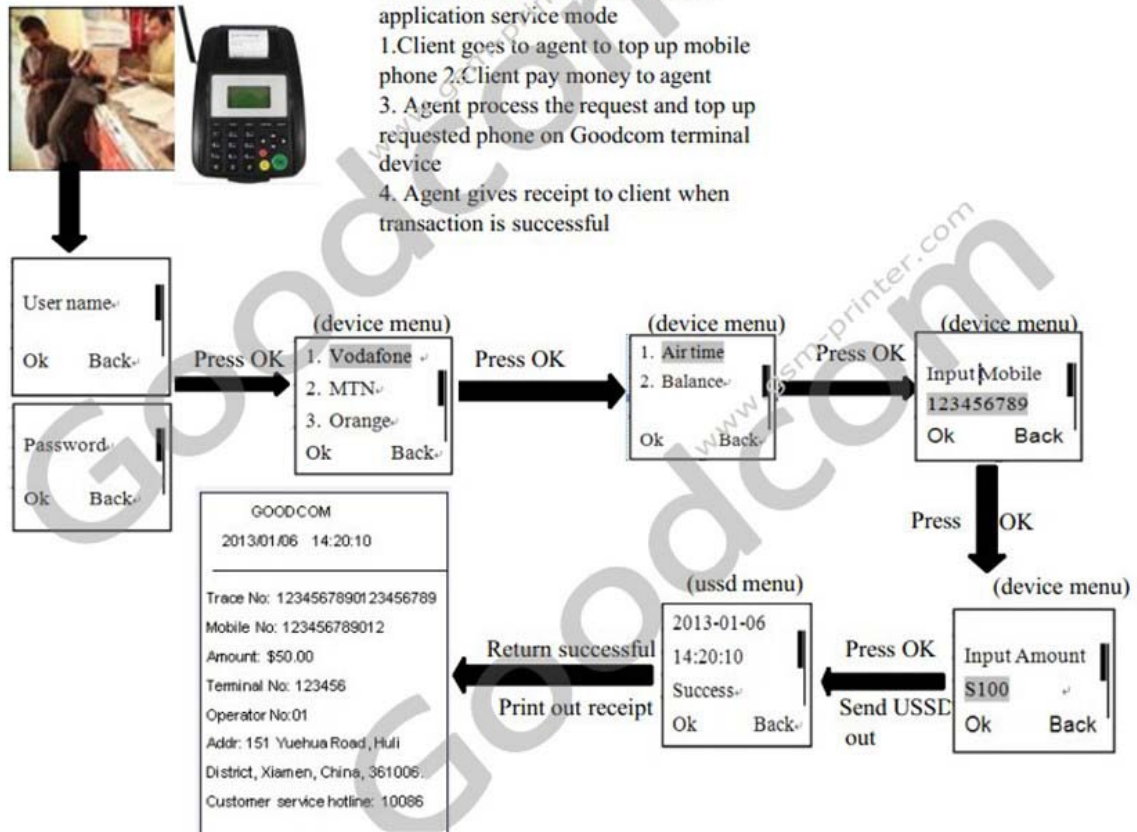 application service mode
1.Client goes to agent to top up mobile
phone 2.Client pay money to agent
3. Agent process the request and top up
requested phone on Goodcom terminal
device
4. Agent gives receipt to client when
transaction is successful
User name
Ok Back
Password
Ok Back
Press OK
(device menu)
1. Vodafone
2. MTN
3. Orange
Ok Back
Press OK
(device menu)
1. Air time
2. Balance
Ok Back
Press OK
(device menu)
Input Mobile
123456789
Ok Back
Press OK
(device menu)
Input Amount
S100
Ok Back
Press OK
Send USSD
out
(ussd menu)
2013-01-06
14:20:10
Success
Ok Back
Return successful
Print out receipt
GOODCOM
2013/01/06 14:20:10
Trace No: 1234567890123456789
Mobile No: 123456789012
Amount: $50.00
Terminal No: 123456
Operator No:01
Addr: 151 Yuehua Road, Huli
District, Xiamen, China, 361006.
Customer service hotline: 10086
Goodcom
www.gsm-printer.com
Goodcom
www.gsm-printer.com